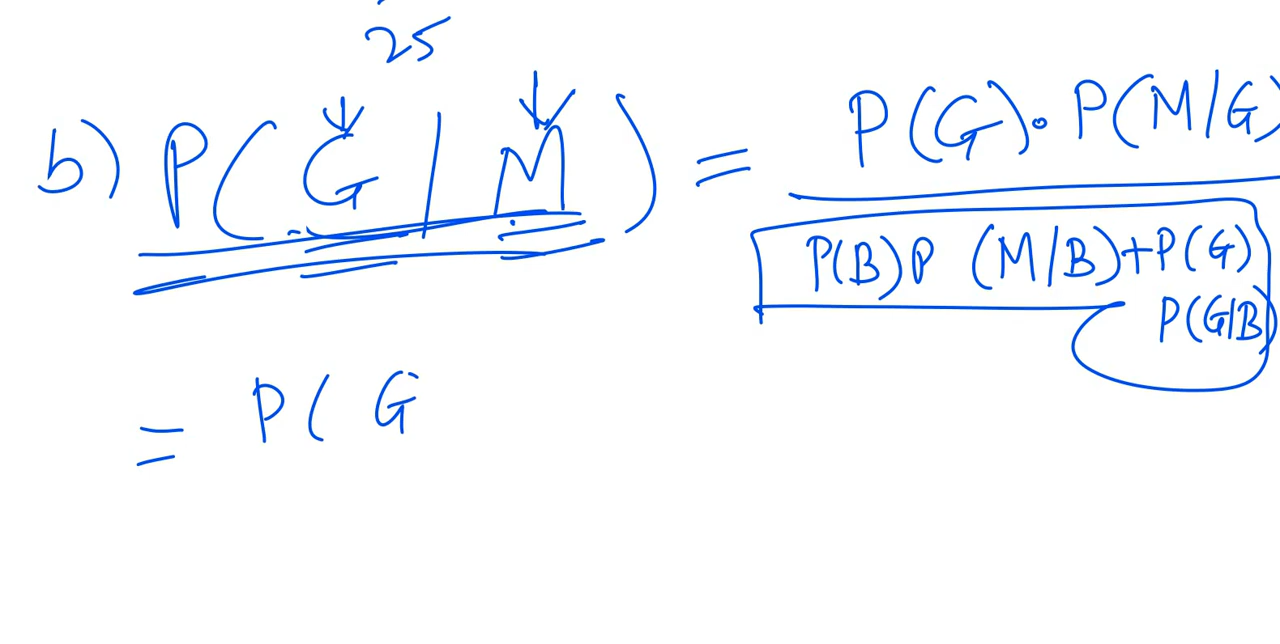 25
b) P( G / M ) = P(G). P(M/G)
P(B)P (M/B)+P(G)
P(G/B)
= P( G